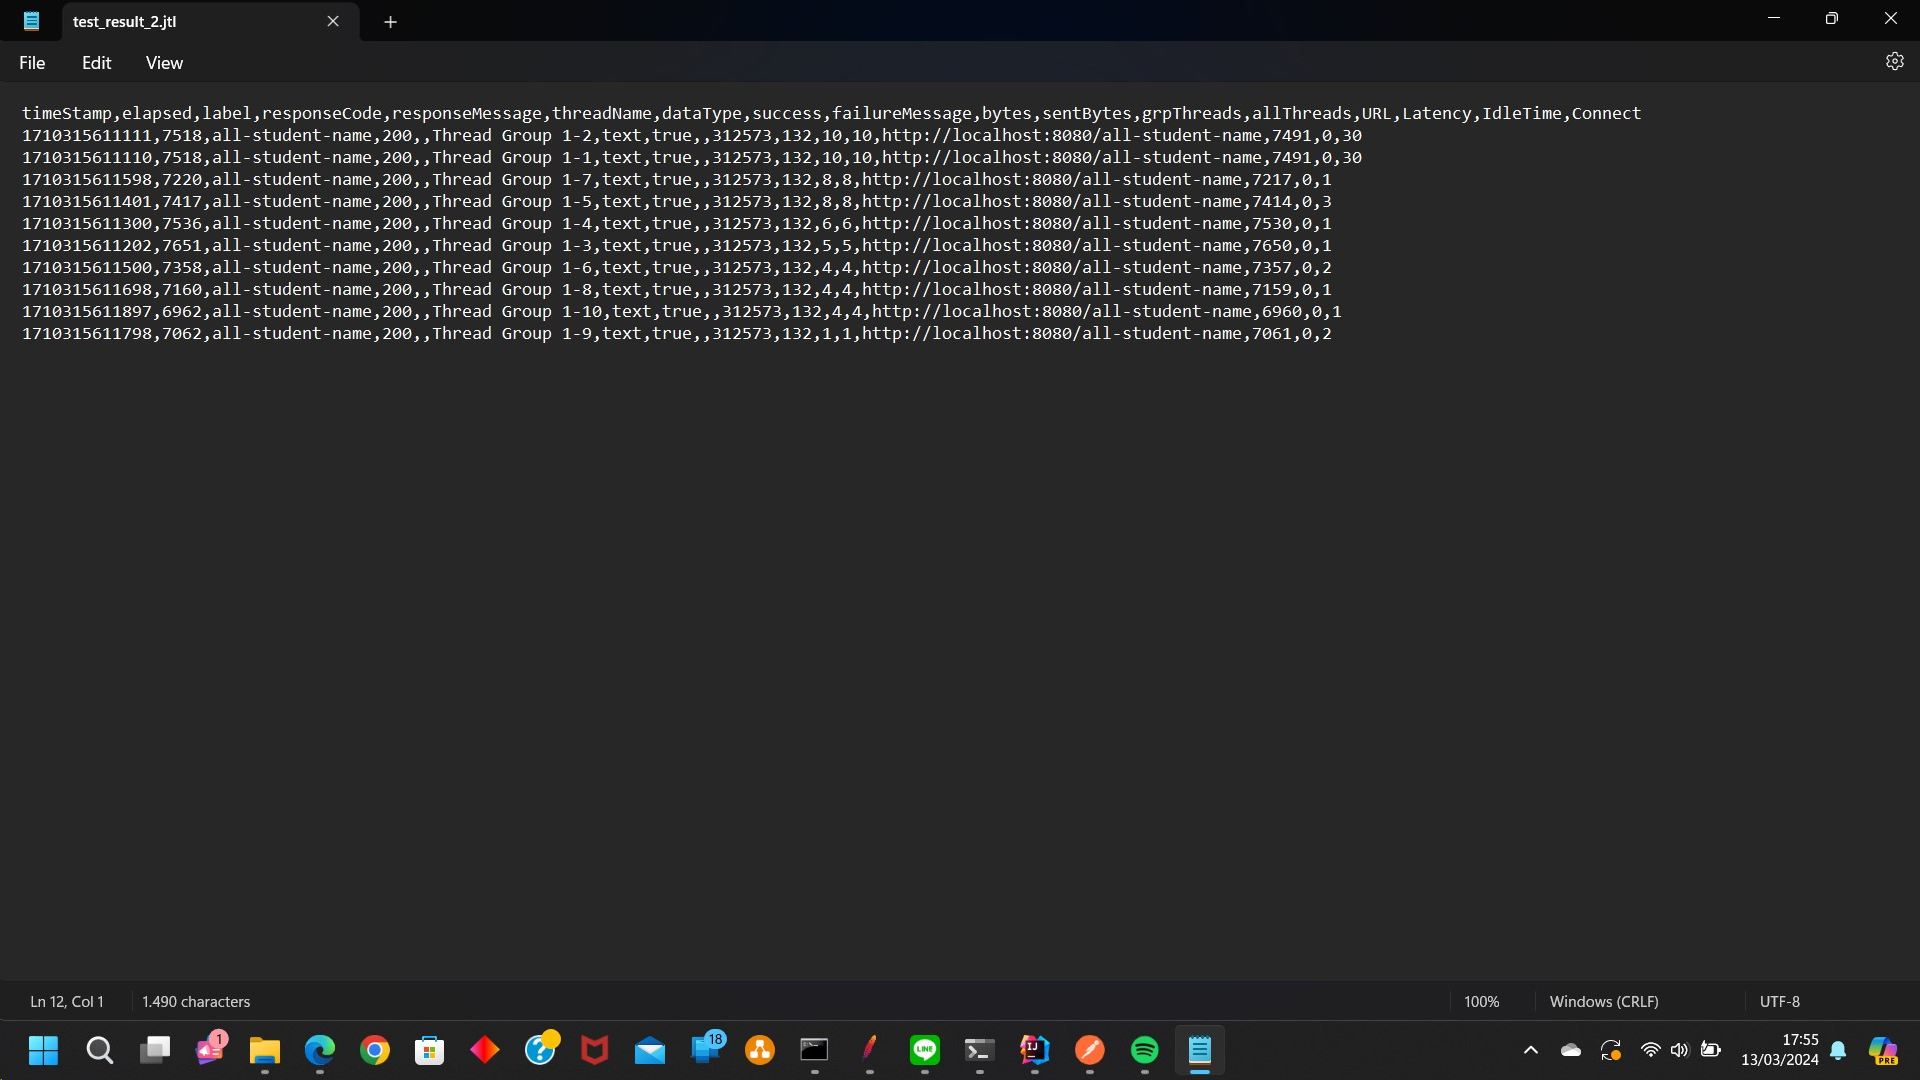 test_result_2.jtl
File Edit View
timeStamp,elapsed,label,responseCode,responseMessage,threadName,dataType,success,failureMessage,bytes,sentBytes,grpThreads,allThreads,URL,Latency,IdleTime,Connect
1710315611111,7518,all-student-name,200,,Thread Group 1-2,text,true,,312573,132,10,10,http://localhost:8080/all-student-name,7491,0,30
1710315611110,7518,all-student-name,200,,Thread Group 1-1,text,true,,312573,132,10,10,http://localhost:8080/all-student-name,7491,0,30
1710315611598,7220,all-student-name,200,,Thread Group 1-7,text,true,,312573,132,8,8,http://localhost:8080/all-student-name,7217,0,1
1710315611401,7417,all-student-name,200,,Thread Group 1-5,text,true,,312573,132,8,8,http://localhost:8080/all-student-name,7414,0,3
1710315611300,7536,all-student-name,200,,Thread Group 1-4,text,true,,312573,132,6,6,http://localhost:8080/all-student-name,7530,0,1
1710315611202,7651,all-student-name,200,,Thread Group 1-3,text,true,,312573,132,5,5,http://localhost:8080/all-student-name,7650,0,1
1710315611500,7358,all-student-name,200,,Thread Group 1-6,text,true,,312573,132,4,4,http://localhost:8080/all-student-name,7357,0,2
1710315611698,7160,all-student-name,200,,Thread Group 1-8,text,true,,312573,132,4,4,http://localhost:8080/all-student-name,7159,0,1
1710315611897,6962,all-student-name,200,,Thread Group 1-10,text,true,,312573,132,4,4,http://localhost:8080/all-student-name,6960,0,1
1710315611798,7062,all-student-name,200,,Thread Group 1-9,text,true,,312573,132,1,1,http://localhost:8080/all-student-name,7061,0,2
Ln 12, Col 1 1.490 characters 100% Windows (CRLF) UTF-8
1 18 LINE IJ PRE
17:55
13/03/2024